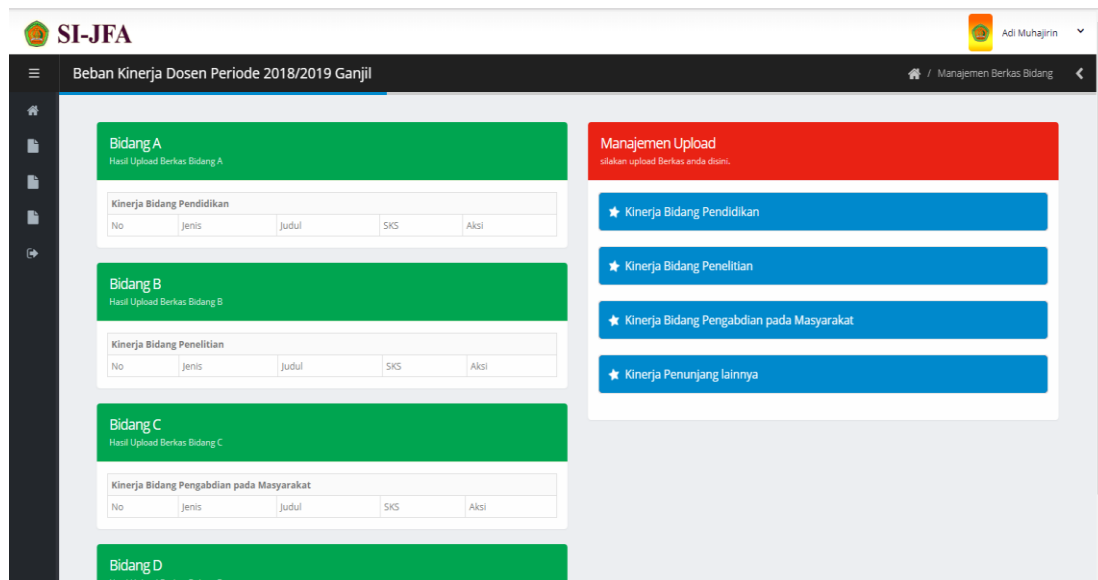 SI-JFA
Adi Muhajirin
Beban Kinerja Dosen Periode 2018/2019 Ganjil
/ Manajemen Berkas Bidang
Bidang A
Hasil Upload Berkas Bidang A
Kinerja Bidang Pendidikan
No Jenis Judul SKS Aksi
Bidang B
Hasil Upload Berkas Bidang B
Kinerja Bidang Penelitian
No Jenis Judul SKS Aksi
Bidang C
Hasil Upload Berkas Bidang C
Kinerja Bidang Pengabdian pada Masyarakat
No Jenis Judul SKS Aksi
Bidang D
Manajemen Upload
silakan upload Berkas anda disini.
Kinerja Bidang Pendidikan
Kinerja Bidang Penelitian
Kinerja Bidang Pengabdian pada Masyarakat
Kinerja Penunjang lainnya